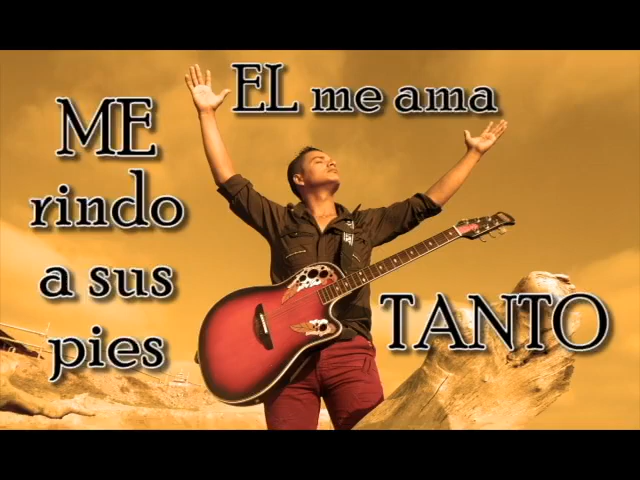 ME
rindo
a sus
pies
EL me ama
TANTO